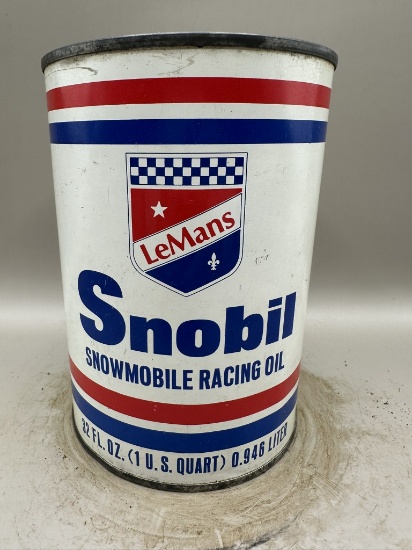 LeMans
Snobil
SNOWMOBILE RACING OIL
32 FL. OZ. (1 U. S. QUART) 0.946 LITER